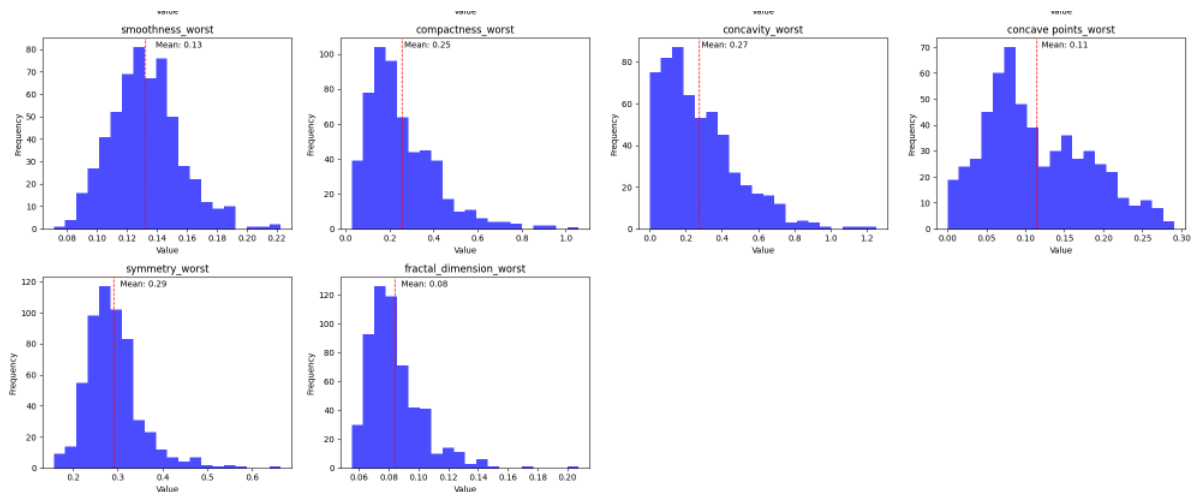 Value Value Value Value
smoothness_worst
Mean: 0.13
80
70
60
50
40
30
20
10
0
Frequency
0.08 0.10 0.12 0.14 0.16 0.18 0.20 0.22
Value
compactness_worst
Mean: 0.25
100
80
60
40
20
0
Frequency
0.0 0.2 0.4 0.6 0.8 1.0
Value
concavity_worst
Mean: 0.27
80
60
40
20
0
Frequency
0.0 0.2 0.4 0.6 0.8 1.0 1.2
Value
concave points_worst
Mean: 0.11
70
60
50
40
30
20
10
0
Frequency
0.00 0.05 0.10 0.15 0.20 0.25 0.30
Value
symmetry_worst
Mean: 0.29
120
100
80
60
40
20
0
Frequency
0.2 0.3 0.4 0.5 0.6
Value
fractal_dimension_worst
Mean: 0.08
120
100
80
60
40
20
0
Frequency
0.06 0.08 0.10 0.12 0.14 0.16 0.18 0.20
Value